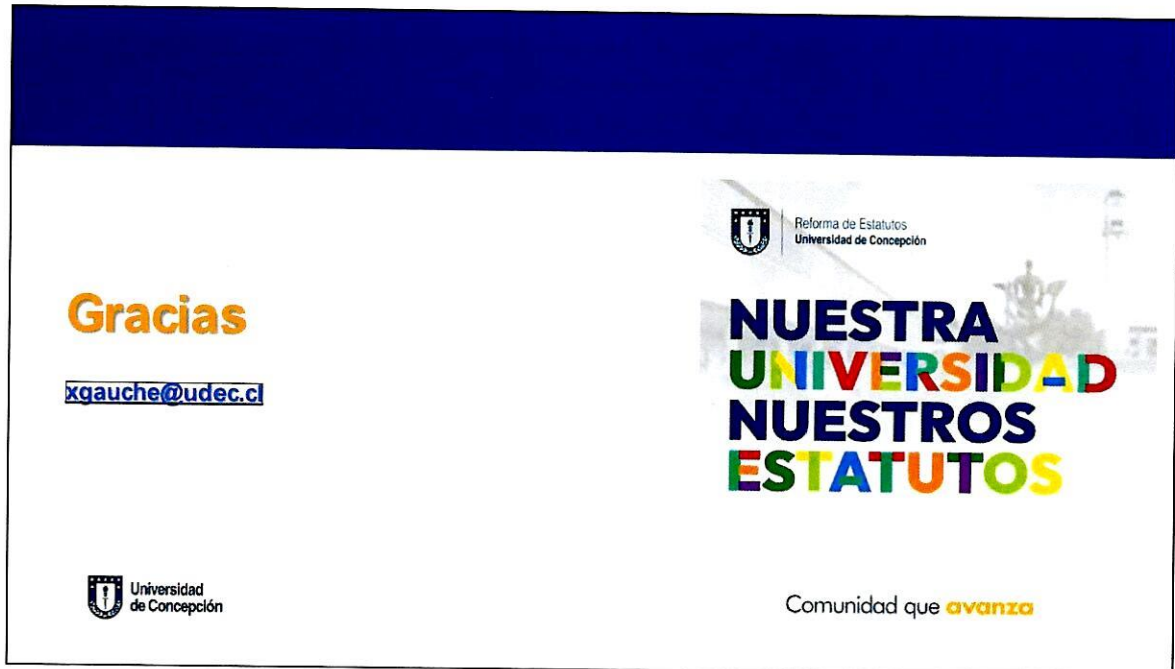 Gracias
xgauche@udec.cl
Universidad
de Concepción
Reforma de Estatutos
Universidad de Concepción
NUESTRA
UNIVERSIDAD
NUESTROS
ESTATUTOS
Comunidad que avanza